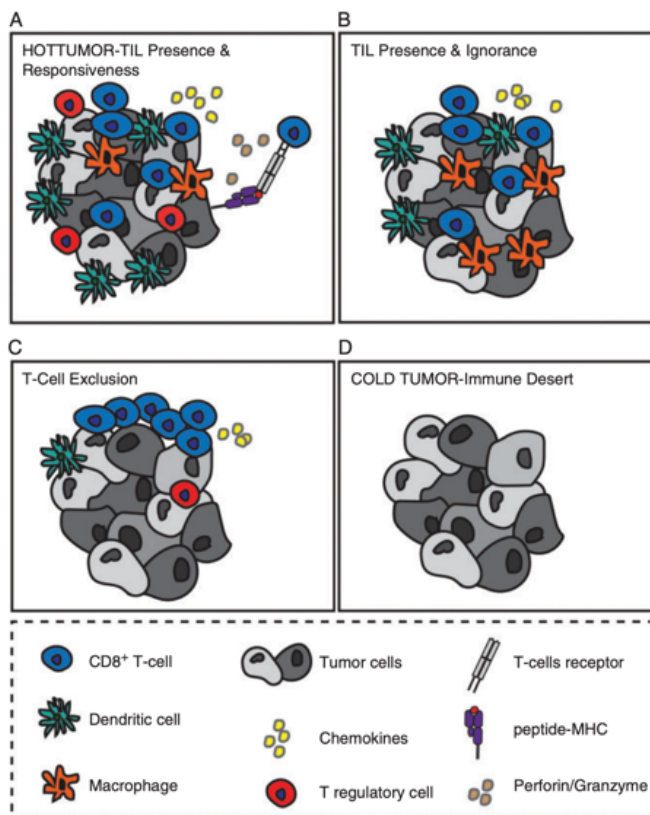 A
HOTTUMOR-TIL Presence &
Responsiveness
B
TIL Presence & Ignorance
C
T-Cell Exclusion
D
COLD TUMOR-Immune Desert
CD8⁺ T-cell
Tumor cells
T-cells receptor
Dendritic cell
Chemokines
peptide-MHC
Macrophage
T regulatory cell
Perforin/Granzyme